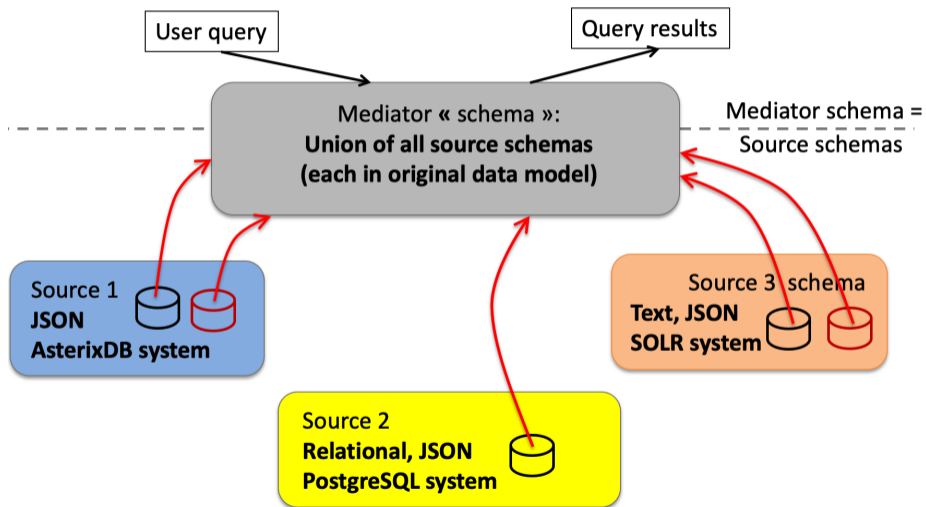 User query
Query results
Mediator « schema »:
Union of all source schemas
(each in original data model)
Mediator schema =
Source schemas
Source 1
JSON
AsterixDB system
Source 3 schema
Text, JSON
SOLR system
Source 2
Relational, JSON
PostgreSQL system